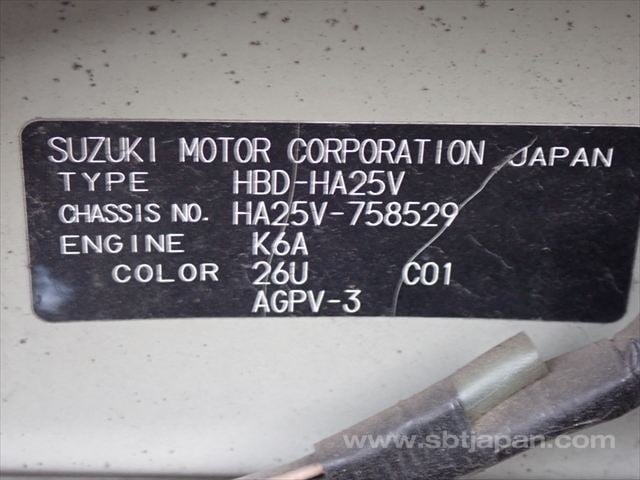 SUZUKI MOTOR CORPORATION JAPAN
TYPE HBD-HA25V
CHASSIS NO. HA25V-758529
ENGINE K6A
COLOR 26U C01
AGPV-3
www.sbtjapan.com